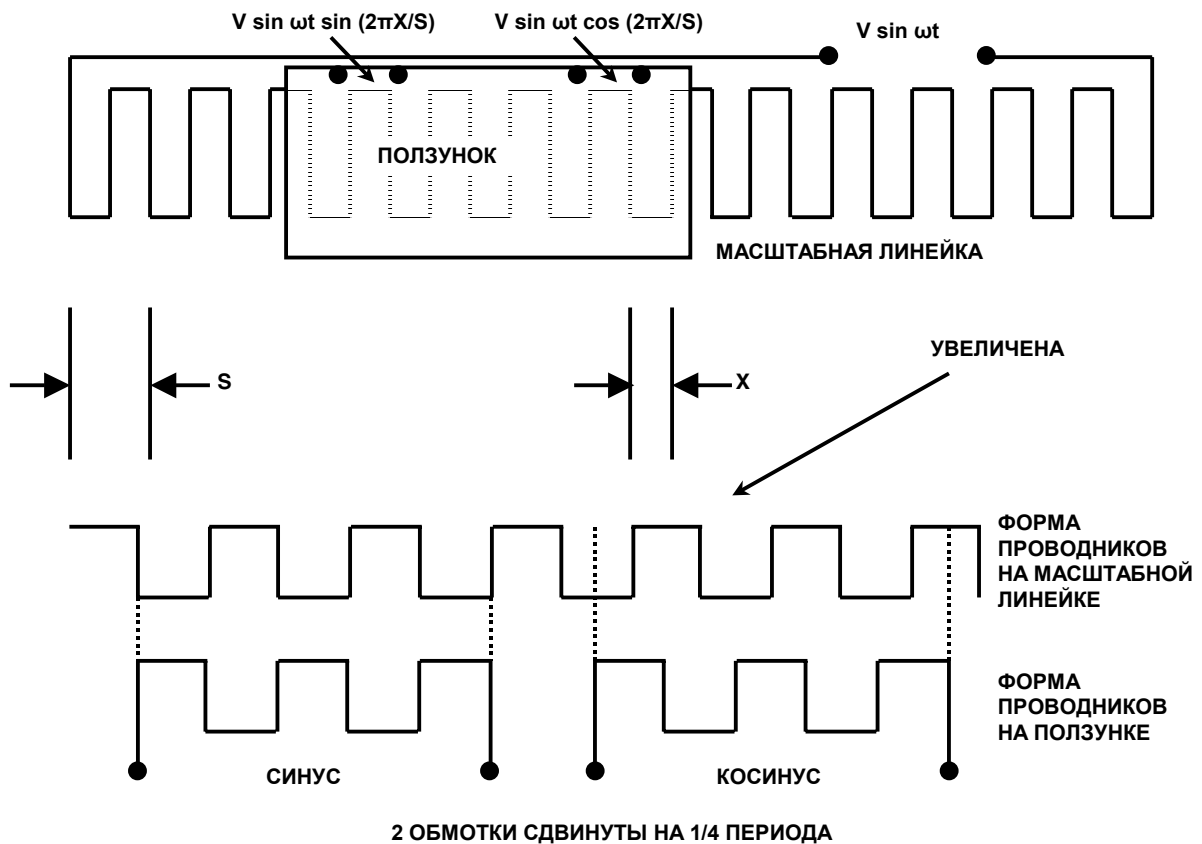 V sin ωt sin (2πX/S)
V sin ωt cos (2πX/S)
V sin ωt
ПОЛЗУНОК
МАСШТАБНАЯ ЛИНЕЙКА
УВЕЛИЧЕНА
S
X
ФОРМА
ПРОВОДНИКОВ
НА МАСШТАБНОЙ
ЛИНЕЙКЕ
ФОРМА
ПРОВОДНИКОВ
НА ПОЛЗУНКЕ
СИНУС
КОСИНУС
2 ОБМОТКИ СДВИНУТЫ НА 1/4 ПЕРИОДА